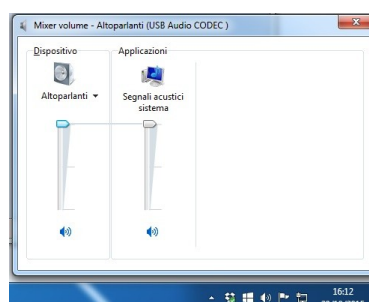 Mixer volume - Altoparlanti (USB Audio CODEC )
Dispositivo
Applicazioni
Altoparlanti
Segnali acustici
sistema
16:12